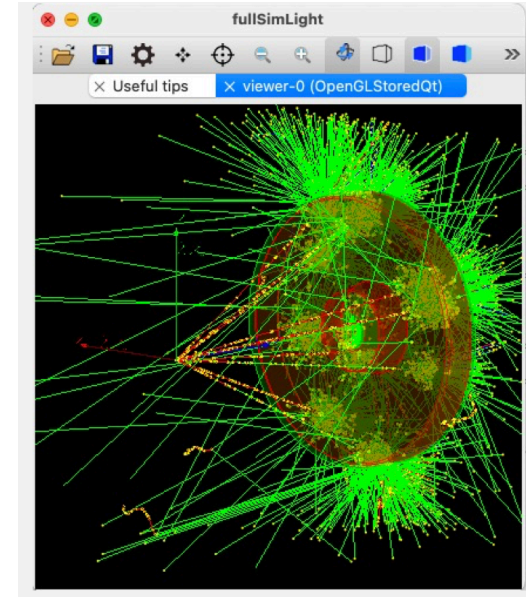 fullSimLight
»
× Useful tips
× viewer-0 (OpenGLStoredQt)